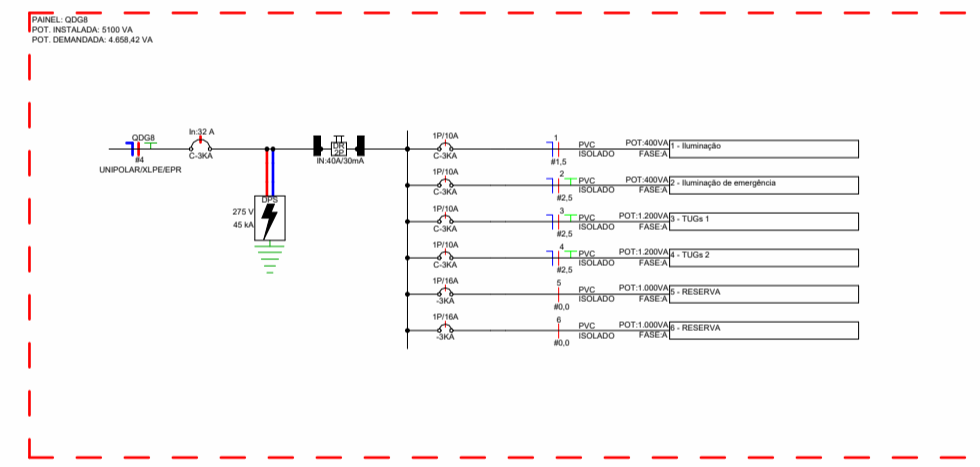 PAINEL: QDG8
POT. INSTALADA: 5100 VA
POT. DEMANDADA: 4.658,42 VA
QDG8
#4
UNIPOLAR/XLPE/EPR
In:32 A
C-3KA
DPS
275 V
45 kA
DR
2P
IN:40A/30mA
1P/10A
C-3KA
1
#1,5
PVC
ISOLADO
POT:400VA
FASE:A
1 - Iluminação
1P/10A
C-3KA
2
#2,5
PVC
ISOLADO
POT:400VA
FASE:A
2 - Iluminação de emergência
1P/10A
C-3KA
3
#2,5
PVC
ISOLADO
POT:1.200VA
FASE:A
3 - TUGs 1
1P/10A
C-3KA
4
#2,5
PVC
ISOLADO
POT:1.200VA
FASE:A
4 - TUGs 2
1P/16A
-3KA
5
#0,0
PVC
ISOLADO
POT:1.000VA
FASE:A
5 - RESERVA
1P/16A
-3KA
6
#0,0
PVC
ISOLADO
POT:1.000VA
FASE:A
6 - RESERVA